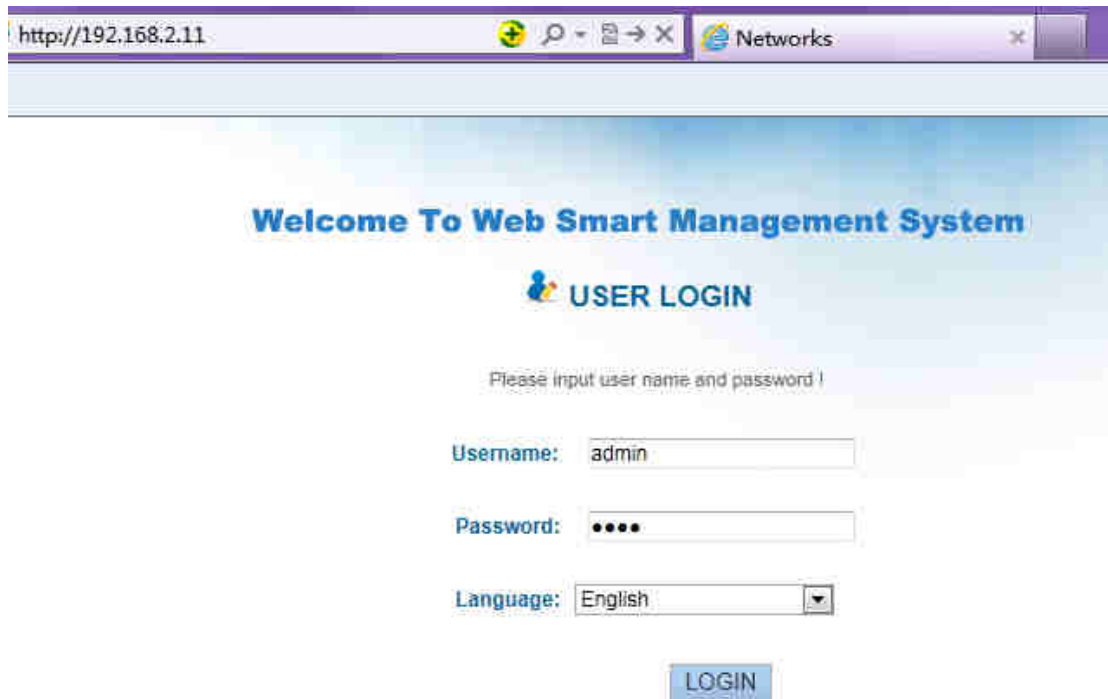 http://192.168.2.11
Networks
Welcome To Web Smart Management System
USER LOGIN
Please input user name and password !
Username: admin
Password: ••••
Language: English
LOGIN